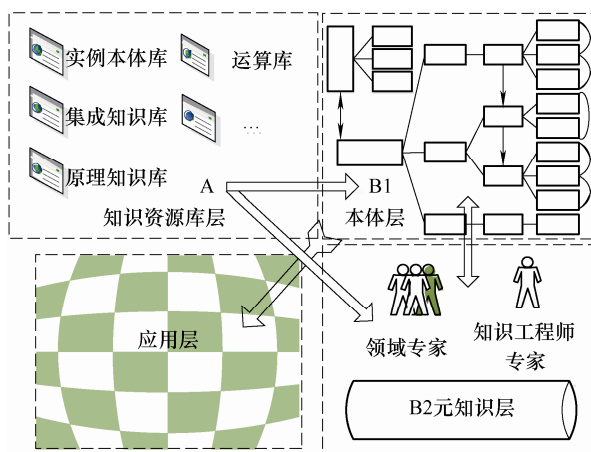 实例本体库
运算库
集成知识库
…
原理知识库
A
知识资源库层
B1
本体层
应用层
领域专家
知识工程师
专家
B2元知识层